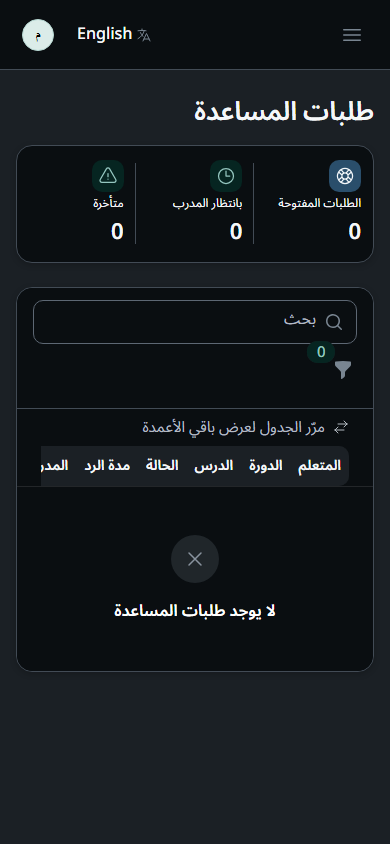 م
English
طلبات المساعدة
الطلبات المفتوحة
0
بانتظار المدرب
0
متأخرة
0
بحث
0
مرّر الجدول لعرض باقي الأعمدة
المتعلم الدورة الدرس الحالة مدة الرد المدر
لا يوجد طلبات المساعدة